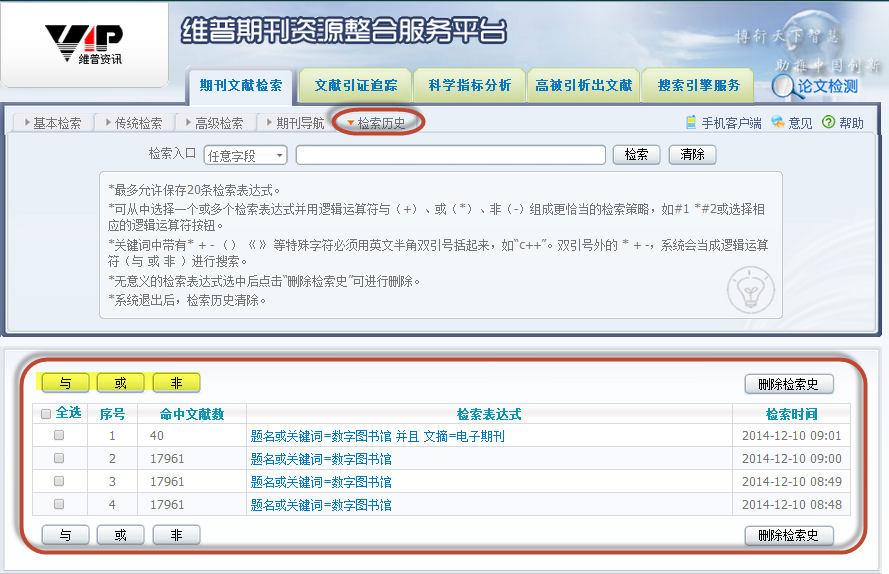 VIP
维普资讯
维普期刊资源整合服务平台
博衍天下智慧
助推中国创新
期刊文献检索 文献引证追踪 科学指标分析 高被引析出文献 搜索引擎服务 论文检测
基本检索 传统检索 高级检索 期刊导航 检索历史 手机客户端 意见 帮助
检索入口 任意字段 检索 清除
*最多允许保存20条检索表达式。
*可从中选择一个或多个检索表达式并用逻辑运算符与（+）、或（*）、非（-）组成更恰当的检索策略，如#1 *#2或选择相
应的逻辑运算符按钮。
*关键词中带有* + - （ ）《 》等特殊字符必须用英文半角双引号括起来，如“c++”。双引号外的 * + -，系统会当成逻辑运算
符（与 或 非 ）进行搜索。
*无意义的检索表达式选中后点击“删除检索史”可进行删除。
*系统退出后，检索历史清除。
与 或 非 删除检索史
全选 序号 命中文献数 检索表达式 检索时间
1 40 题名或关键词=数字图书馆 并且 文摘=电子期刊 2014-12-10 09:01
2 17961 题名或关键词=数字图书馆 2014-12-10 09:00
3 17961 题名或关键词=数字图书馆 2014-12-10 08:49
4 17961 题名或关键词=数字图书馆 2014-12-10 08:48
与 或 非 删除检索史